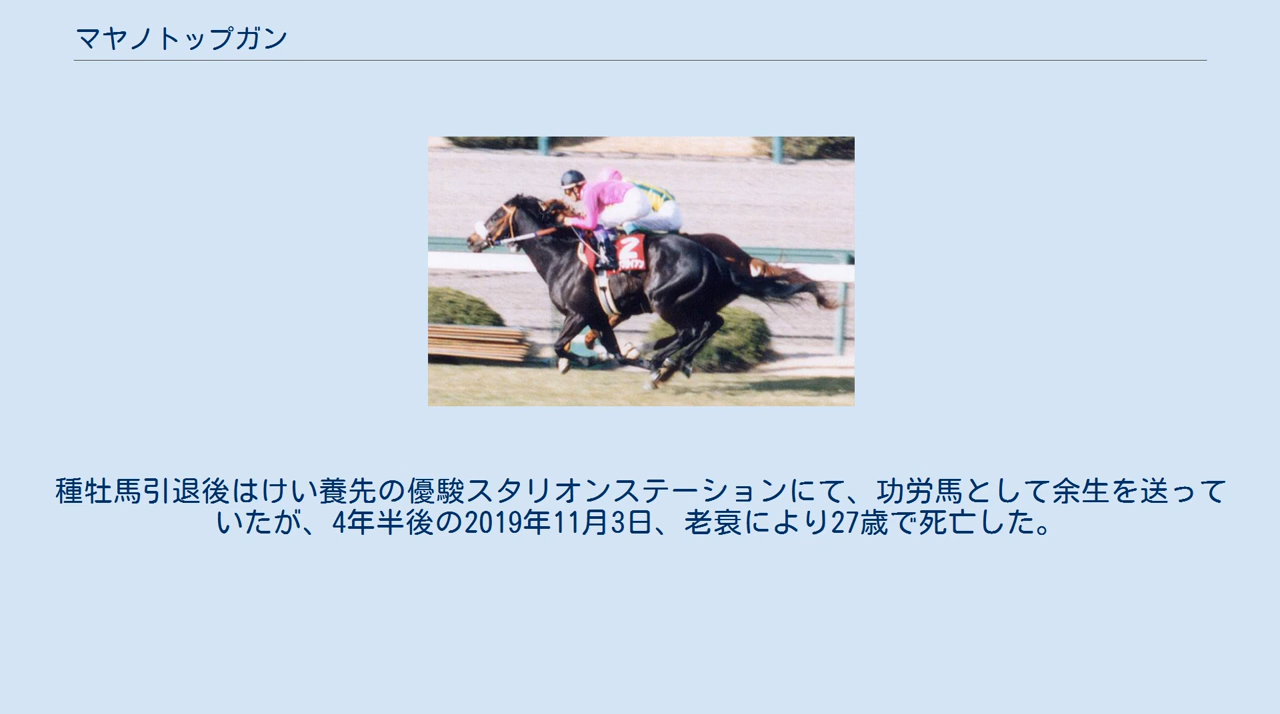 マヤノトップガン
2
種牡馬引退後はけい養先の優駿スタリオンステーションにて、功労馬として余生を送って
いたが、4年半後の2019年11月3日、老衰により27歳で死亡した。